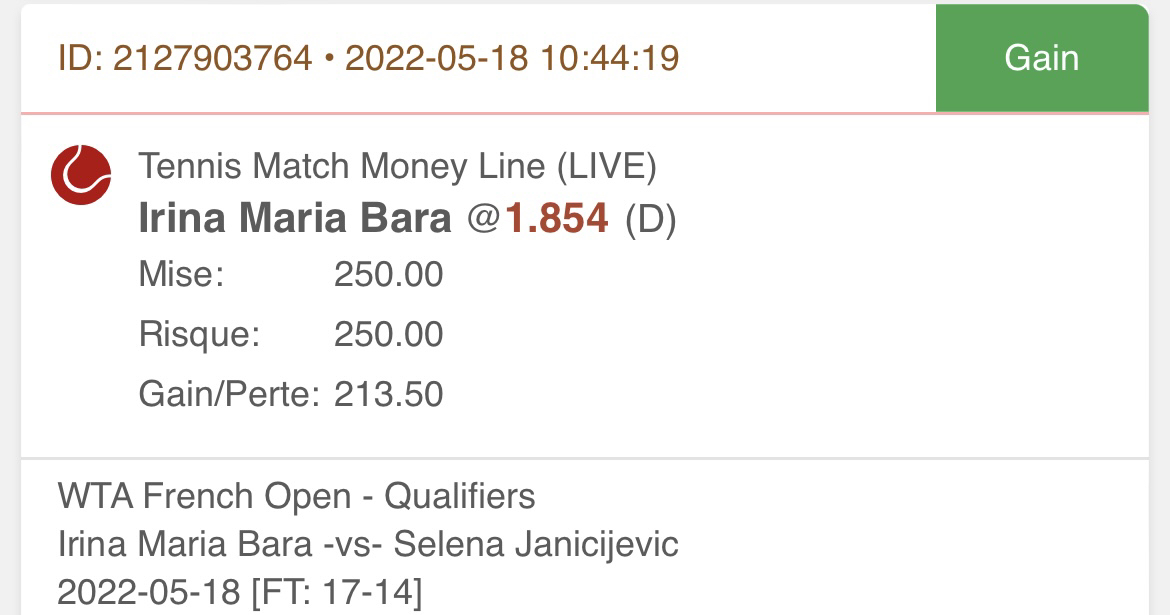 ID: 2127903764 • 2022-05-18 10:44:19 Gain
Tennis Match Money Line (LIVE)
Irina Maria Bara @1.854 (D)
Mise: 250.00
Risque: 250.00
Gain/Perte: 213.50
WTA French Open - Qualifiers
Irina Maria Bara -vs- Selena Janicijevic
2022-05-18 [FT: 17-14]